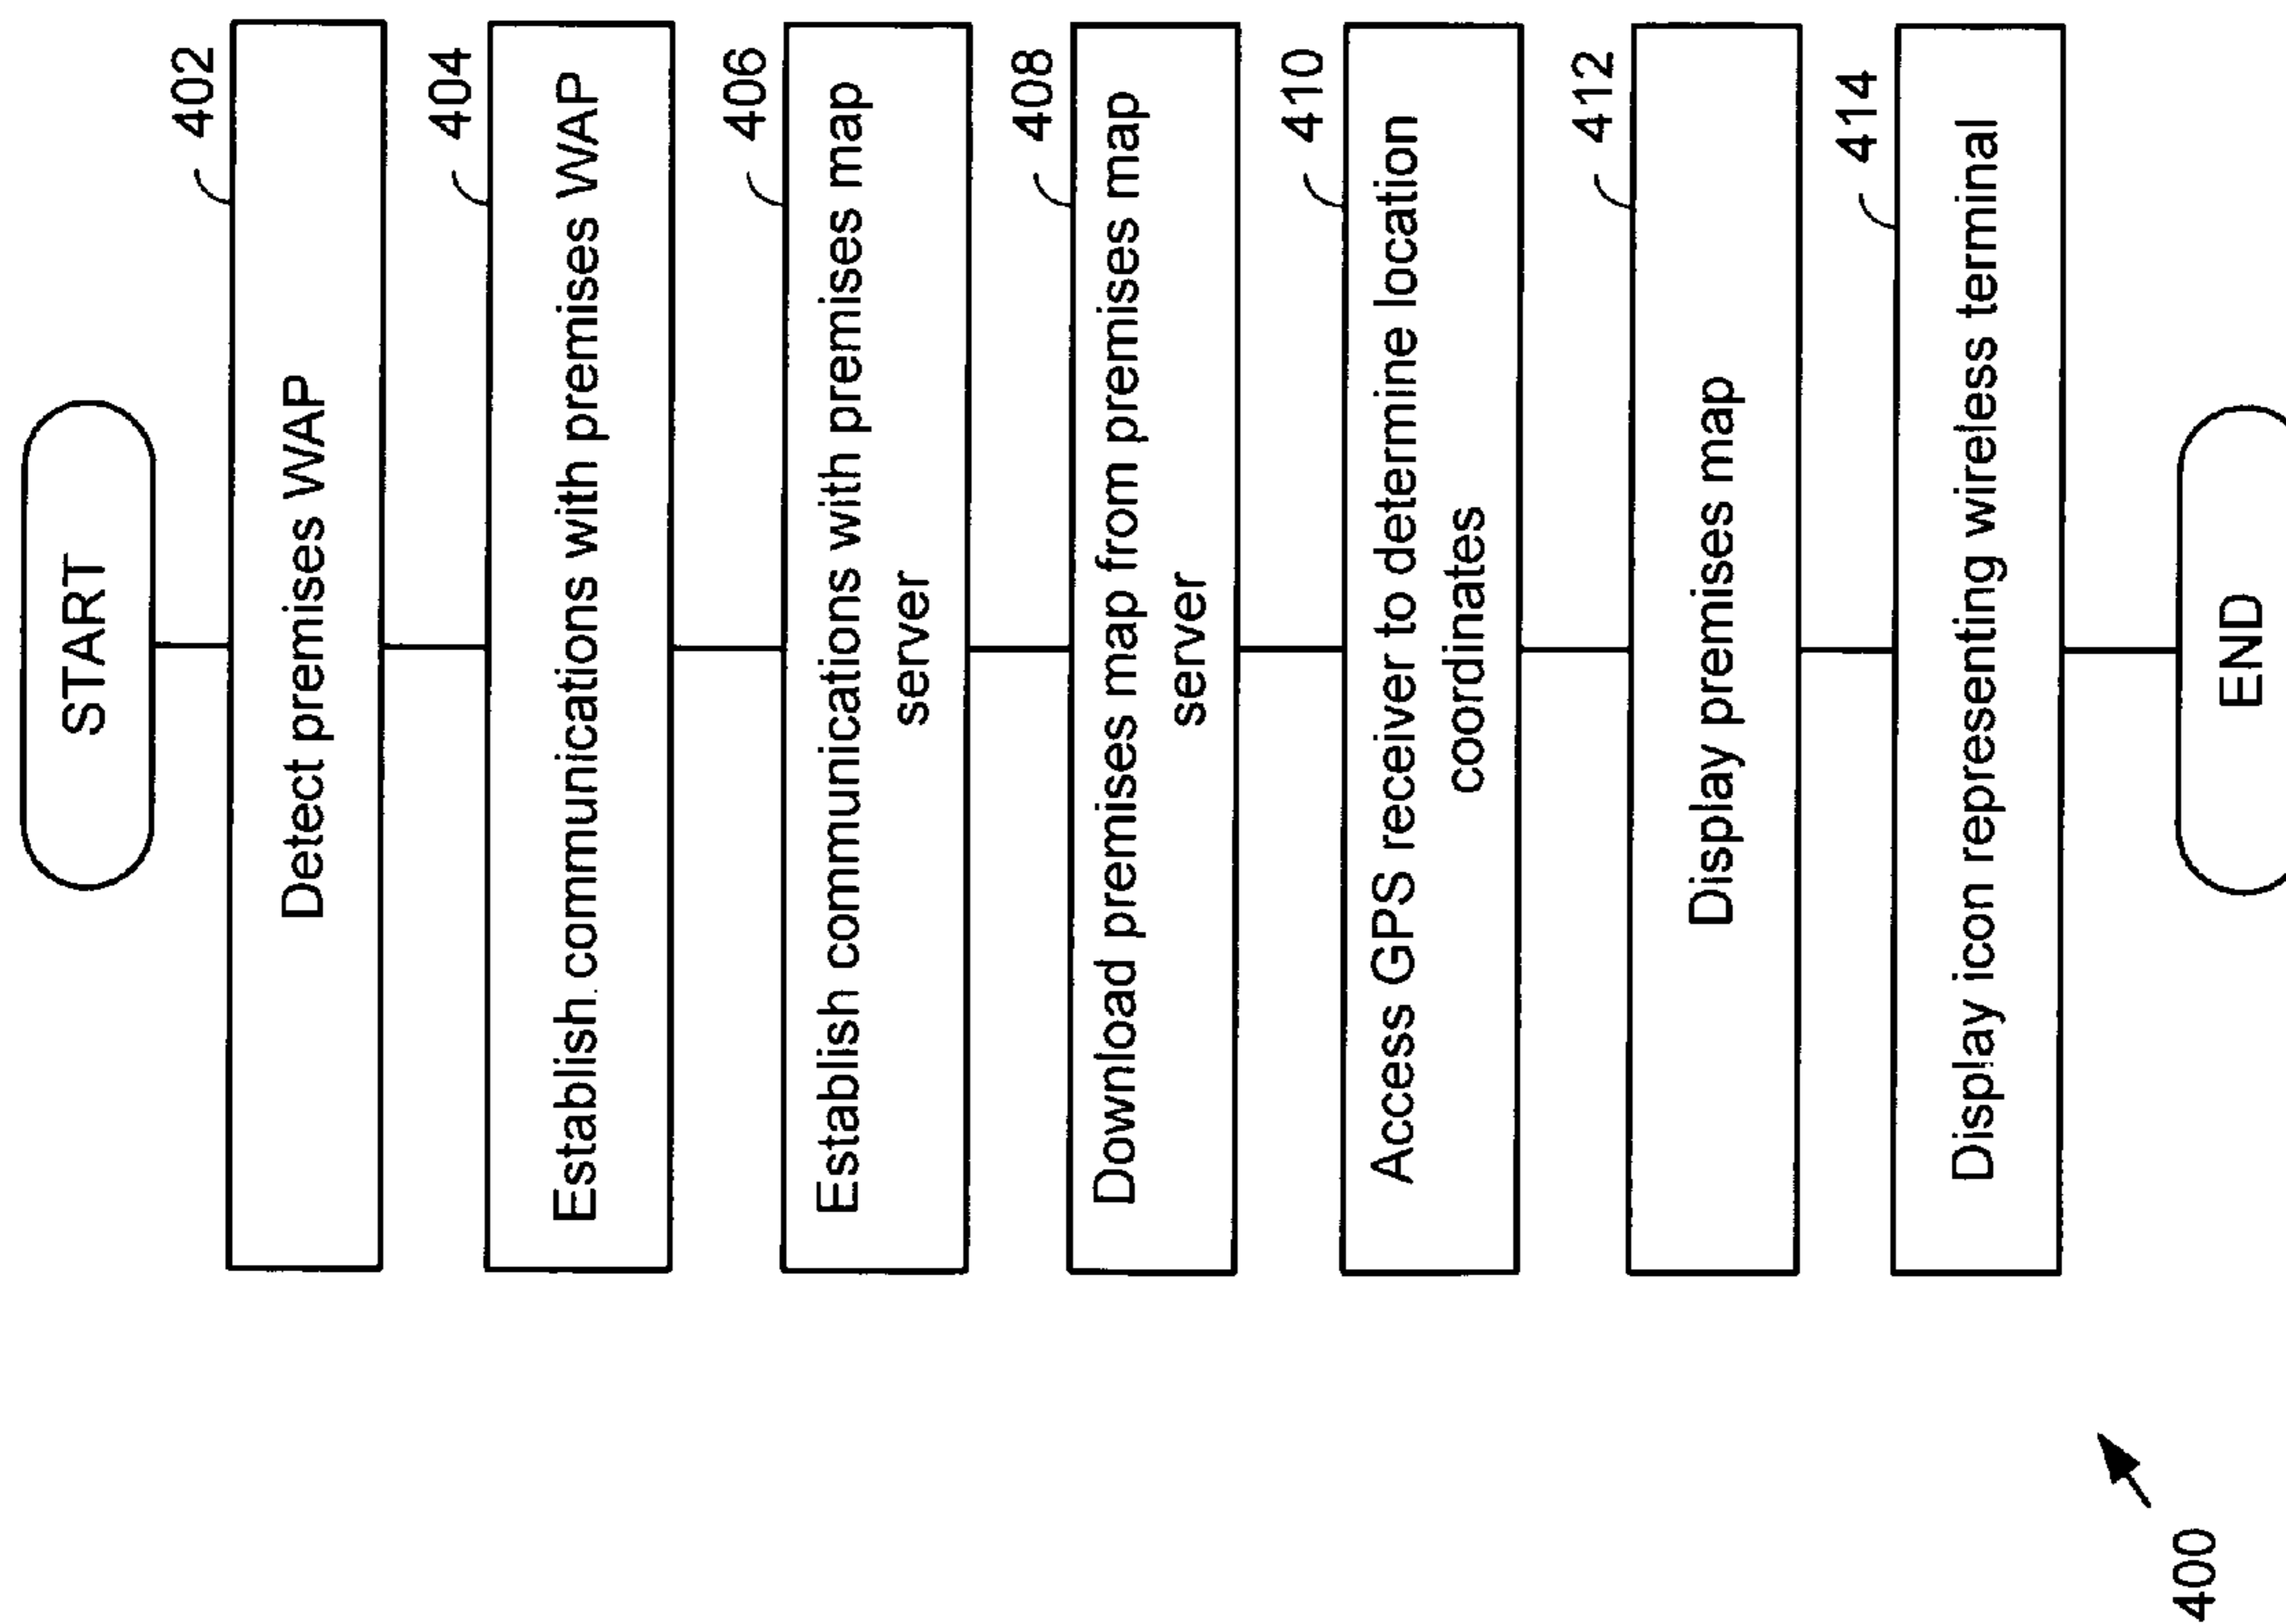 START
402
Detect premises WAP
404
Establish communications with premises WAP
406
Establish communications with premises map
server
408
Download premises map from premises map
server
410
Access GPS receiver to determine location
coordinates
412
Display premises map
414
Display icon representing wireless terminal
END
400